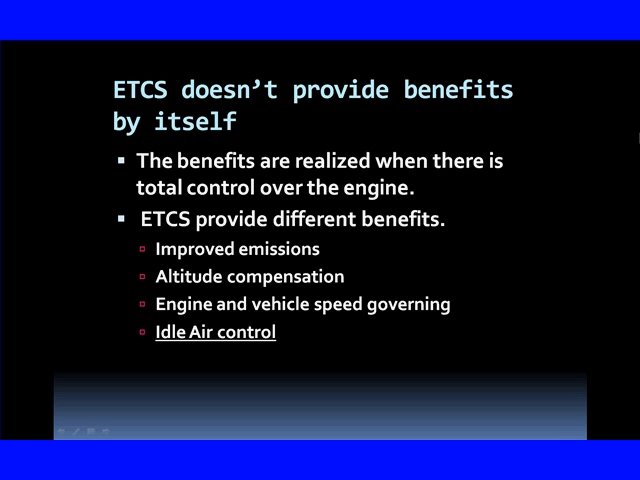 ETCS doesn’t provide benefits
by itself
The benefits are realized when there is
total control over the engine.
ETCS provide different benefits.
Improved emissions
Altitude compensation
Engine and vehicle speed governing
Idle Air control